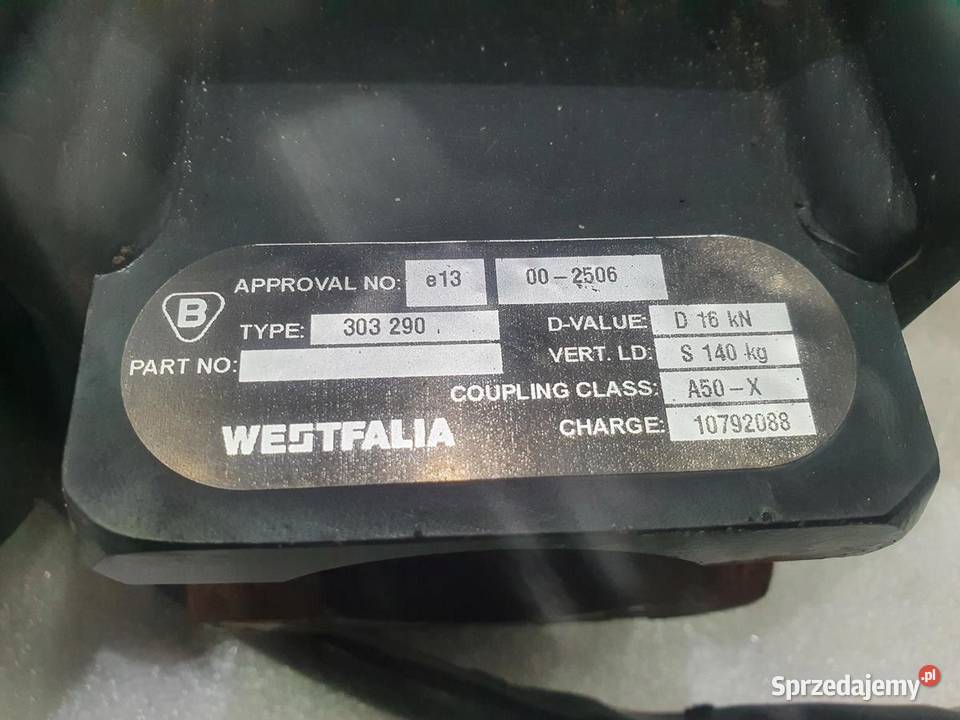 APPROVAL NO: e13 00-2506
B
TYPE: 303 290
D-VALUE: D 16 kN
PART NO:
VERT. LD: S 140 kg
COUPLING CLASS: A50-X
WESTFALIA
CHARGE: 10792088
Sprzedajemy.pl